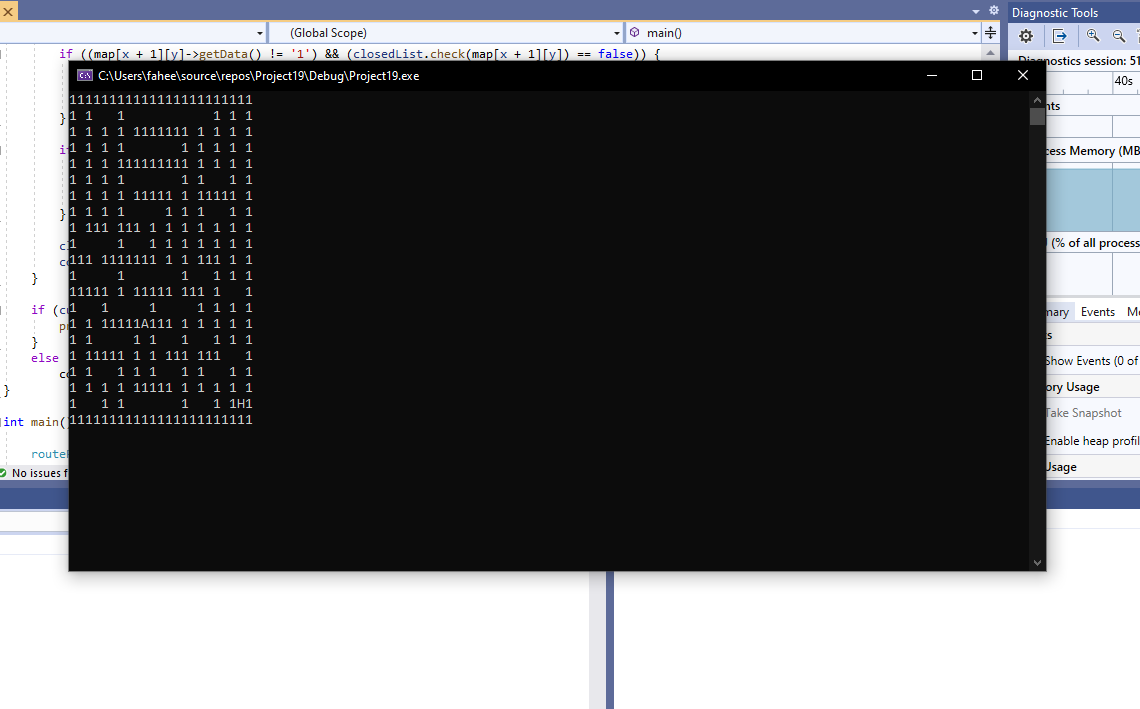 (Global Scope)
main()
Diagnostic Tools
if ((map[x + 1][y]->getData() != '1') && (closedList.check(map[x + 1][y]) == false)) {
Diagnostics session: 51
C:\Users\fahee\source\repos\Project19\Debug\Project19.exe
40s
11111111111111111111111
1 1   1           1 1 1
1 1 1 1 1111111 1 1 1 1
1 1 1 1       1 1 1 1 1
1 1 1 111111111 1 1 1 1
1 1 1 1       1 1   1 1
1 1 1 1 11111 1 11111 1
1 1 1 1     1 1 1   1 1
1 111 111 1 1 1 1 1 1 1
1     1   1 1 1 1 1 1 1
111 1111111 1 1 111 1 1
1     1       1   1 1 1
11111 1 11111 111 1   1
1   1     1     1 1 1 1
1 1 11111A111 1 1 1 1 1
1 1     1 1   1   1 1 1
1 11111 1 1 111 111   1
1 1   1 1 1   1 1   1 1
1 1 1 1 11111 1 1 1 1 1
1   1 1       1   1 1H1
11111111111111111111111
}
}
}
if (c
}
else
}
int main()
No issues f
nts
cess Memory (MB
(% of all process
mary
Events
Me
Show Events (0 of
ory Usage
Take Snapshot
Enable heap profil
Usage